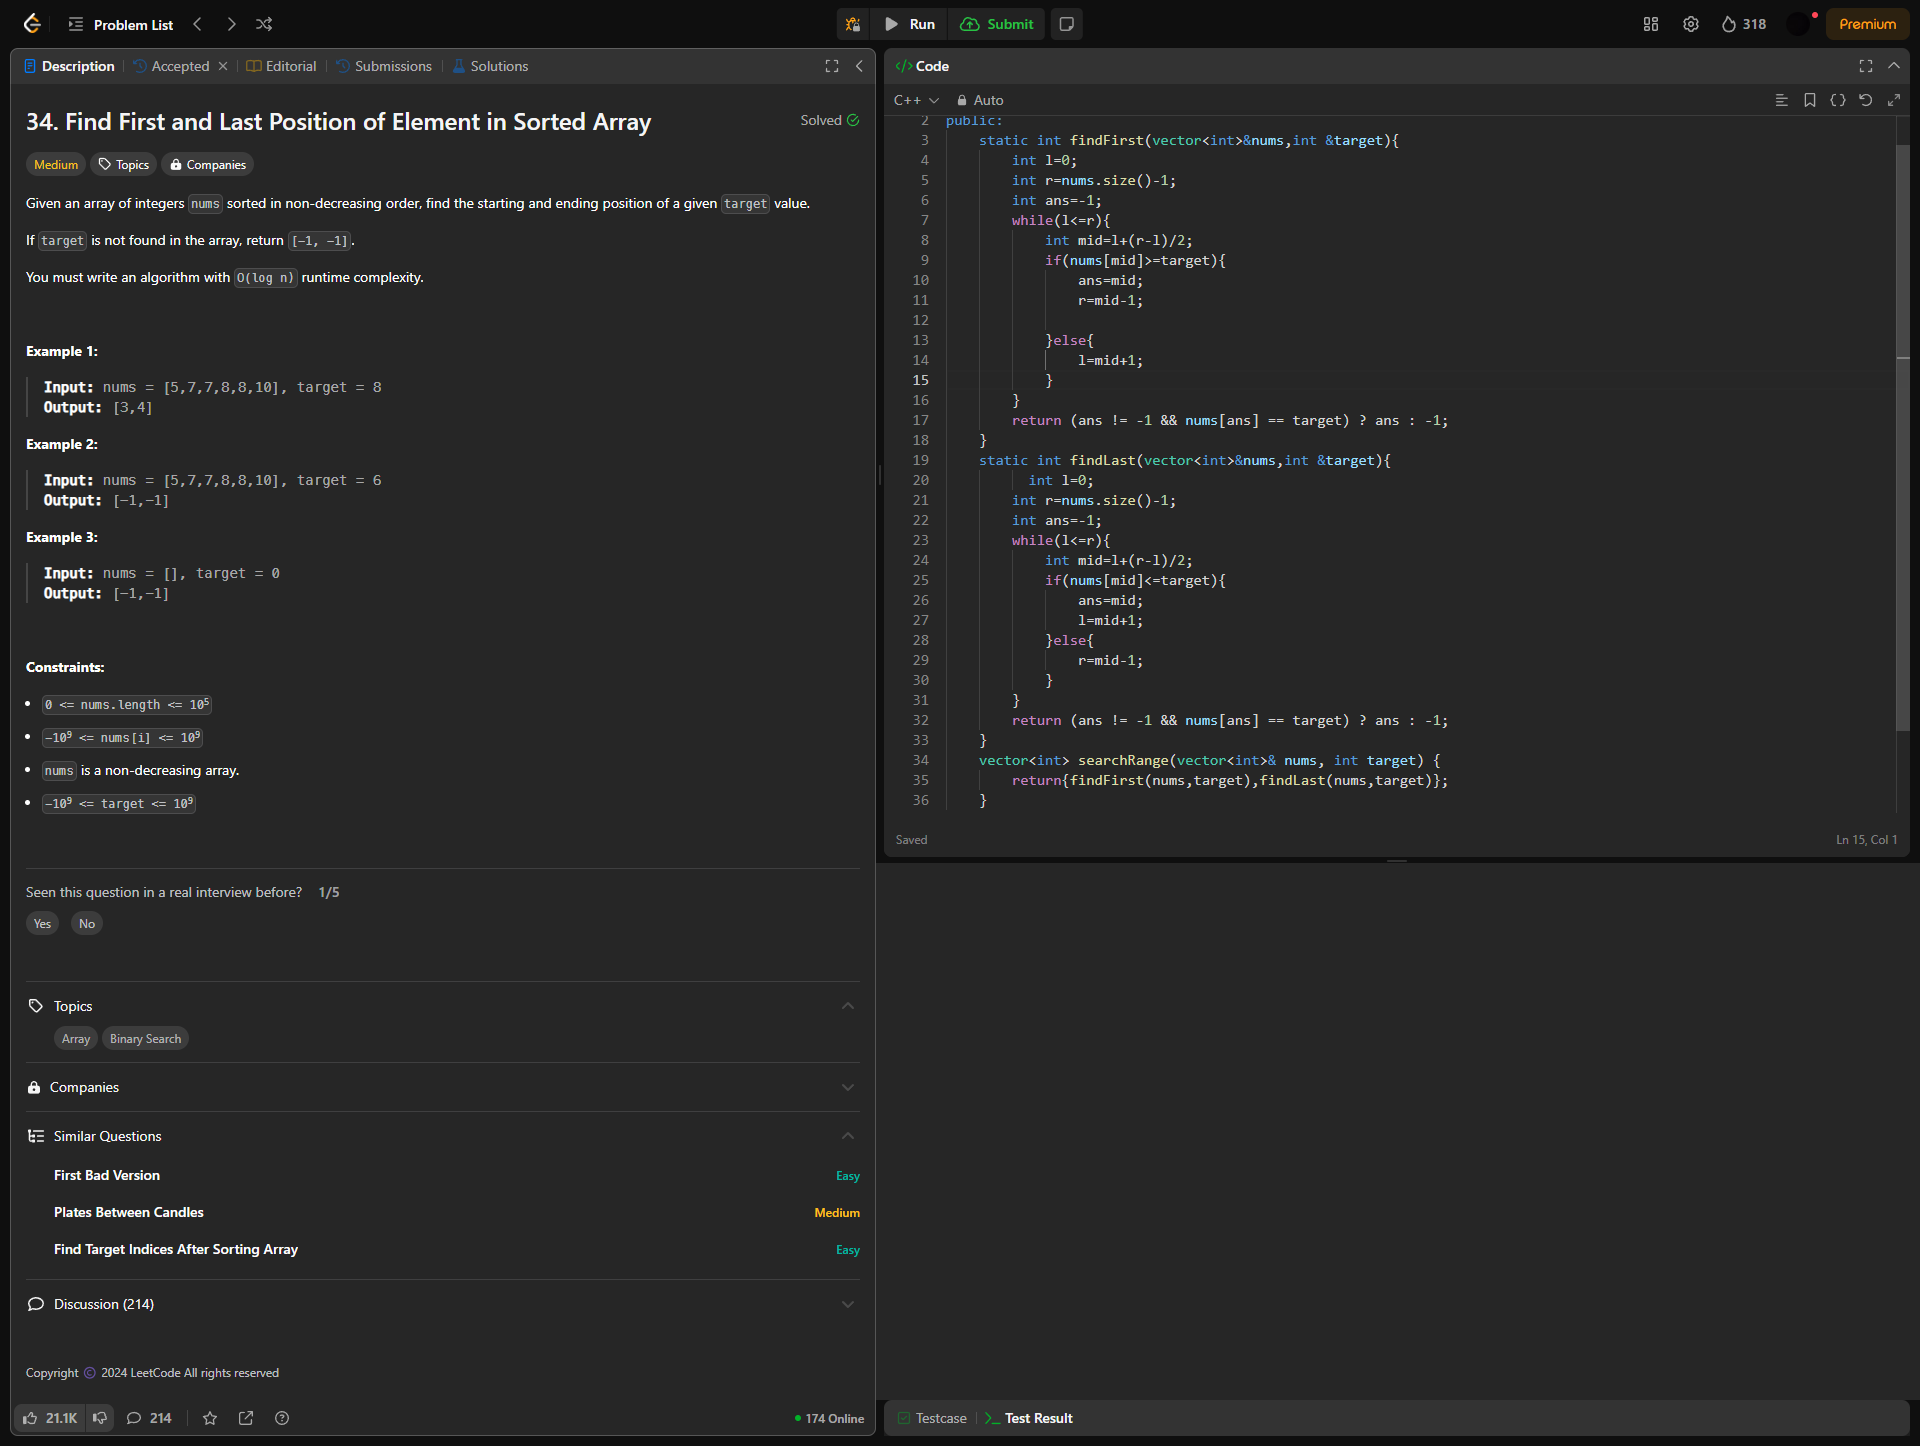 Problem List
Run
Submit
318
Premium
Description
Accepted
Editorial
Submissions
Solutions
34. Find First and Last Position of Element in Sorted Array
Solved
Medium
Topics
Companies
Given an array of integers nums sorted in non-decreasing order, find the starting and ending position of a given target value.
If target is not found in the array, return [-1, -1].
You must write an algorithm with O(log n) runtime complexity.
Example 1:
Input: nums = [5,7,7,8,8,10], target = 8
Output: [3,4]
Example 2:
Input: nums = [5,7,7,8,8,10], target = 6
Output: [-1,-1]
Example 3:
Input: nums = [], target = 0
Output: [-1,-1]
Constraints:
0 <= nums.length <= 10⁵
-10⁹ <= nums[i] <= 10⁹
nums is a non-decreasing array.
-10⁹ <= target <= 10⁹
Seen this question in a real interview before? 1/5
Yes
No
Topics
Array
Binary Search
Companies
Similar Questions
First Bad Version
Easy
Plates Between Candles
Medium
Find Target Indices After Sorting Array
Easy
Discussion (214)
Copyright © 2024 LeetCode All rights reserved
21.1K
214
174 Online
</> Code
C++
Auto
2 public:
3     static int findFirst(vector<int>&nums,int &target){
4         int l=0;
5         int r=nums.size()-1;
6         int ans=-1;
7         while(l<=r){
8             int mid=l+(r-l)/2;
9             if(nums[mid]>=target){
10                 ans=mid;
11                 r=mid-1;
12
13             }else{
14                 l=mid+1;
15             }
16         }
17         return (ans != -1 && nums[ans] == target) ? ans : -1;
18     }
19     static int findLast(vector<int>&nums,int &target){
20           int l=0;
21         int r=nums.size()-1;
22         int ans=-1;
23         while(l<=r){
24             int mid=l+(r-l)/2;
25             if(nums[mid]<=target){
26                 ans=mid;
27                 l=mid+1;
28             }else{
29                 r=mid-1;
30             }
31         }
32         return (ans != -1 && nums[ans] == target) ? ans : -1;
33     }
34     vector<int> searchRange(vector<int>& nums, int target) {
35         return{findFirst(nums,target),findLast(nums,target)};
36     }
Saved
Ln 15, Col 1
Testcase
Test Result